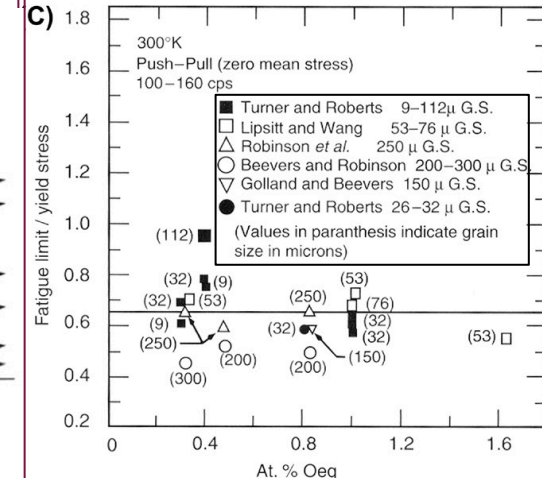 C)
300°K
Push-Pull (zero mean stress)
100-160 cps
Turner and Roberts 9-112μ G.S.
Lipsitt and Wang 53-76 μ G.S.
Robinson et al. 250 μ G.S.
Beevers and Robinson 200-300 μ G.S.
Golland and Beevers 150 μ G.S.
Turner and Roberts 26-32 μ G.S.
(Values in paranthesis indicate grain
size in microns)
Fatigue limit / yield stress
1.8
1.6
1.4
1.2
1.0
0.8
0.6
0.4
0.2
(112)
(32)
(9)
(53)
(32)
(53)
(250)
(76)
(9)
(32)
(32)
(32)
(53)
(250)
(200)
(200)
(150)
(300)
0
0.4
0.8
1.2
1.6
At. % Oeq